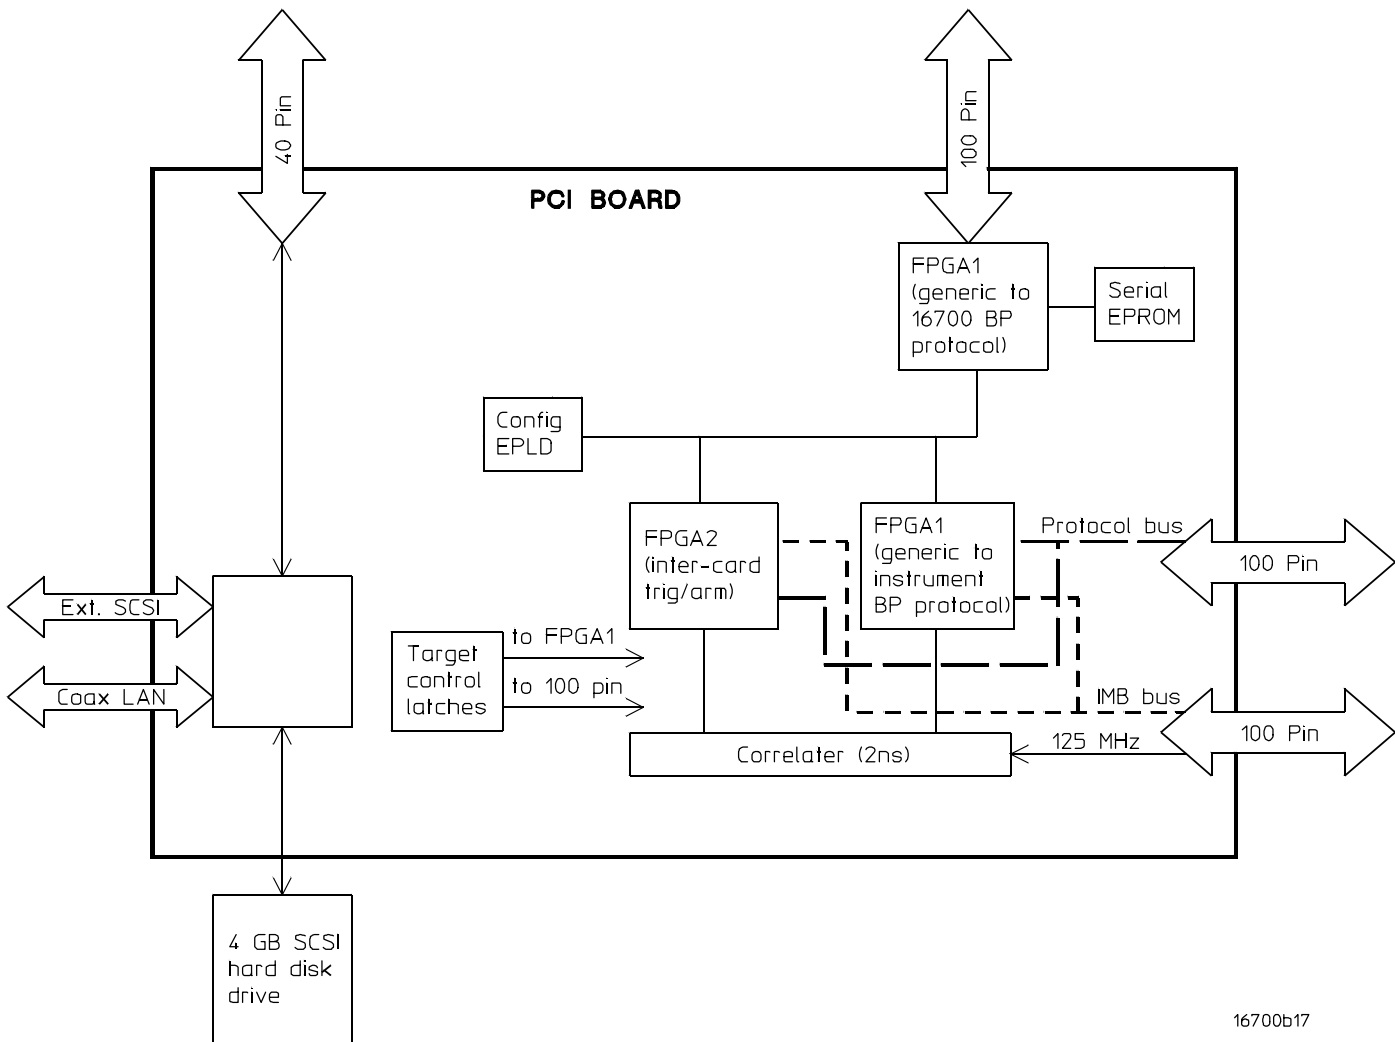 40 Pin
100 Pin
PCI BOARD
FPGA1
(generic to
16700 BP
protocol)
Serial
EPROM
Config
EPLD
FPGA2
(inter-card
trig/arm)
FPGA1
(generic to
instrument
BP protocol)
Protocol bus
100 Pin
Ext. SCSI
Coax LAN
Target
control
latches
to FPGA1
to 100 pin
IMB bus
125 MHz
100 Pin
Correlater (2ns)
4 GB SCSI
hard disk
drive
16700b17